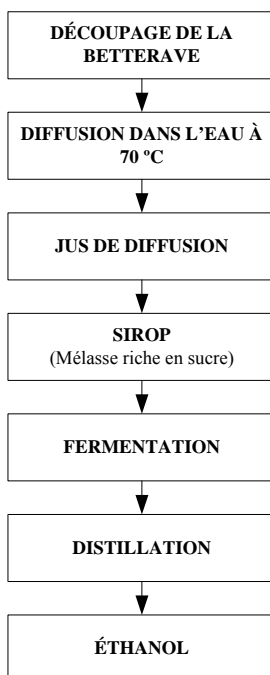 DÉCOUPAGE DE LA
BETTERAVE
DIFFUSION DANS L’EAU À
70 ºC
JUS DE DIFFUSION
SIROP
(Mélasse riche en sucre)
FERMENTATION
DISTILLATION
ÉTHANOL